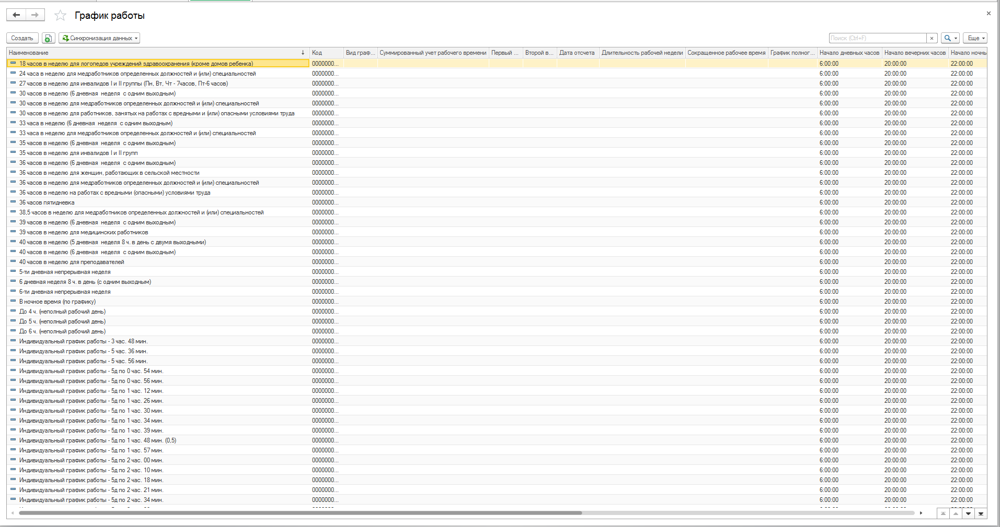 График работы
Создать Синхронизация данных Поиск (Ctrl+F) Еще
Наименование Код Вид граф... Суммированный учет рабочего времени Первый ... Второй в... Дата отсчета Длительность рабочей недели Сокращенное рабочее время График полног... Начало дневных часов Начало вечерних часов Начало ночны
18 часов в неделю для логопедов учреждений здравоохранения (кроме домов ребенка) 0000000... 6:00:00 20:00:00 22:00:00
24 часа в неделю для медработников определенных должностей и (или) специальностей 0000000... 6:00:00 20:00:00 22:00:00
27 часов в неделю для инвалидов I и II группы (Пн, Вт, Чт - 7часов, Пт-6 часов) 0000000... 6:00:00 20:00:00 22:00:00
30 часов в неделю (6 дневная неделя с одним выходным) 0000000... 6:00:00 20:00:00 22:00:00
30 часов в неделю для медработников определенных должностей и (или) специальностей 0000000... 6:00:00 20:00:00 22:00:00
30 часов в неделю для работников, занятых на работах с вредными и (или) опасными условиями труда 0000000... 6:00:00 20:00:00 22:00:00
33 часа в неделю (6 дневная неделя с одним выходным) 0000000... 6:00:00 20:00:00 22:00:00
33 часа в неделю для медработников определенных должностей и (или) специальностей 0000000... 6:00:00 20:00:00 22:00:00
35 часов в неделю (6 дневная неделя с одним выходным) 0000000... 6:00:00 20:00:00 22:00:00
35 часов в неделю для инвалидов I и II групп 0000000... 6:00:00 20:00:00 22:00:00
36 часов в неделю (6 дневная неделя с одним выходным) 0000000... 6:00:00 20:00:00 22:00:00
36 часов в неделю для женщин, работающих в сельской местности 0000000... 6:00:00 20:00:00 22:00:00
36 часов в неделю для медработников определенных должностей и (или) специальностей 0000000... 6:00:00 20:00:00 22:00:00
36 часов в неделю на работах с вредными (опасными) условиями труда 0000000... 6:00:00 20:00:00 22:00:00
36 часов пятидневка 0000000... 6:00:00 20:00:00 22:00:00
38,5 часов в неделю для медработников определенных должностей и (или) специальностей 0000000... 6:00:00 20:00:00 22:00:00
39 часов в неделю (6 дневная неделя с одним выходным) 0000000... 6:00:00 20:00:00 22:00:00
39 часов в неделю для медицинских работников 0000000... 6:00:00 20:00:00 22:00:00
40 часов в неделю (5 дневная неделя 8 ч. в день с двумя выходными) 0000000... 6:00:00 20:00:00 22:00:00
40 часов в неделю (6 дневная неделя с одним выходным) 0000000... 6:00:00 20:00:00 22:00:00
40 часов в неделю для преподавателей 0000000... 6:00:00 20:00:00 22:00:00
5-ти дневная непрерывная неделя 0000000... 6:00:00 20:00:00 22:00:00
6 дневная неделя 8 ч. в день (с одним выходным) 0000000... 6:00:00 20:00:00 22:00:00
6-ти дневная непрерывная неделя 0000000... 6:00:00 20:00:00 22:00:00
В ночное время (по графику) 0000000... 6:00:00 20:00:00 22:00:00
До 4 ч. (неполный рабочий день) 0000000... 6:00:00 20:00:00 22:00:00
До 5 ч. (неполный рабочий день) 0000000... 6:00:00 20:00:00 22:00:00
До 6 ч. (неполный рабочий день) 0000000... 6:00:00 20:00:00 22:00:00
Индивидуальный график работы - 3 час. 48 мин. 0000000... 6:00:00 20:00:00 22:00:00
Индивидуальный график работы - 5 час. 36 мин. 0000000... 6:00:00 20:00:00 22:00:00
Индивидуальный график работы - 5 час. 56 мин. 0000000... 6:00:00 20:00:00 22:00:00
Индивидуальный график работы - 5д по 0 час. 54 мин. 0000000... 6:00:00 20:00:00 22:00:00
Индивидуальный график работы - 5д по 0 час. 56 мин. 0000000... 6:00:00 20:00:00 22:00:00
Индивидуальный график работы - 5д по 1 час. 12 мин. 0000000... 6:00:00 20:00:00 22:00:00
Индивидуальный график работы - 5д по 1 час. 26 мин. 0000000... 6:00:00 20:00:00 22:00:00
Индивидуальный график работы - 5д по 1 час. 30 мин. 0000000... 6:00:00 20:00:00 22:00:00
Индивидуальный график работы - 5д по 1 час. 34 мин. 0000000... 6:00:00 20:00:00 22:00:00
Индивидуальный график работы - 5д по 1 час. 39 мин. 0000000... 6:00:00 20:00:00 22:00:00
Индивидуальный график работы - 5д по 1 час. 48 мин. (0,5) 0000000... 6:00:00 20:00:00 22:00:00
Индивидуальный график работы - 5д по 1 час. 57 мин. 0000000... 6:00:00 20:00:00 22:00:00
Индивидуальный график работы - 5д по 2 час. 00 мин. 0000000... 6:00:00 20:00:00 22:00:00
Индивидуальный график работы - 5д по 2 час. 10 мин. 0000000... 6:00:00 20:00:00 22:00:00
Индивидуальный график работы - 5д по 2 час. 18 мин. 0000000... 6:00:00 20:00:00 22:00:00
Индивидуальный график работы - 5д по 2 час. 21 мин. 0000000... 6:00:00 20:00:00 22:00:00
Индивидуальный график работы - 5д по 2 час. 34 мин. 0000000... 6:00:00 20:00:00 22:00:00